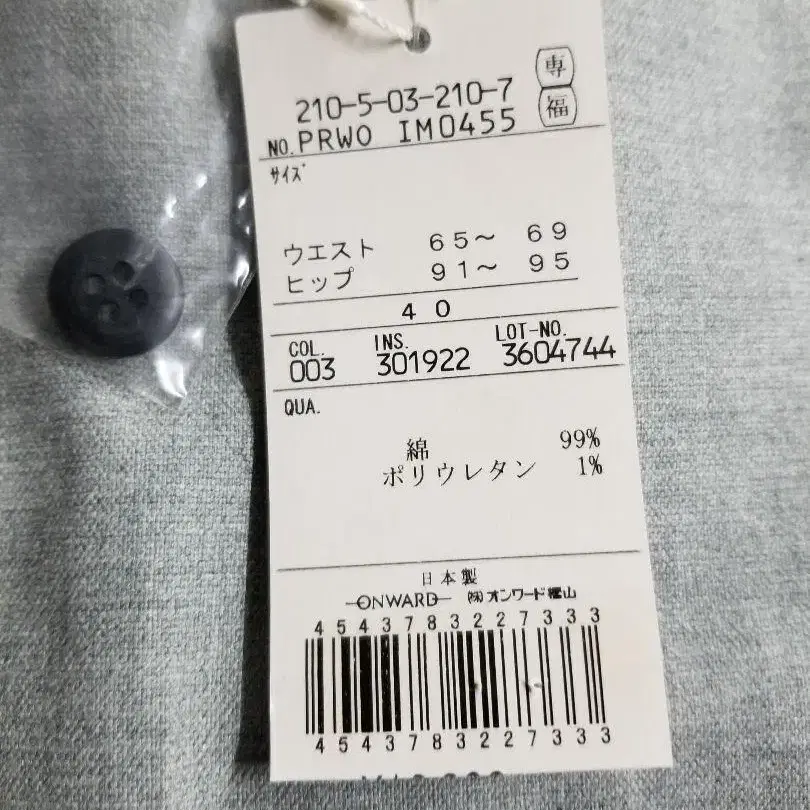 210-5-03-210-7 専
NO. PRWO IM0455 福
ｻｲｽﾞ
ウエスト 65～ 69
ヒップ 91～ 95
40
COL. INS. LOT-NO.
003 301922 3604744
QUA.
綿 99%
ポリウレタン 1%
日本製
ONWARD ㈱オンワード樫山
4543783227333
4543783227333